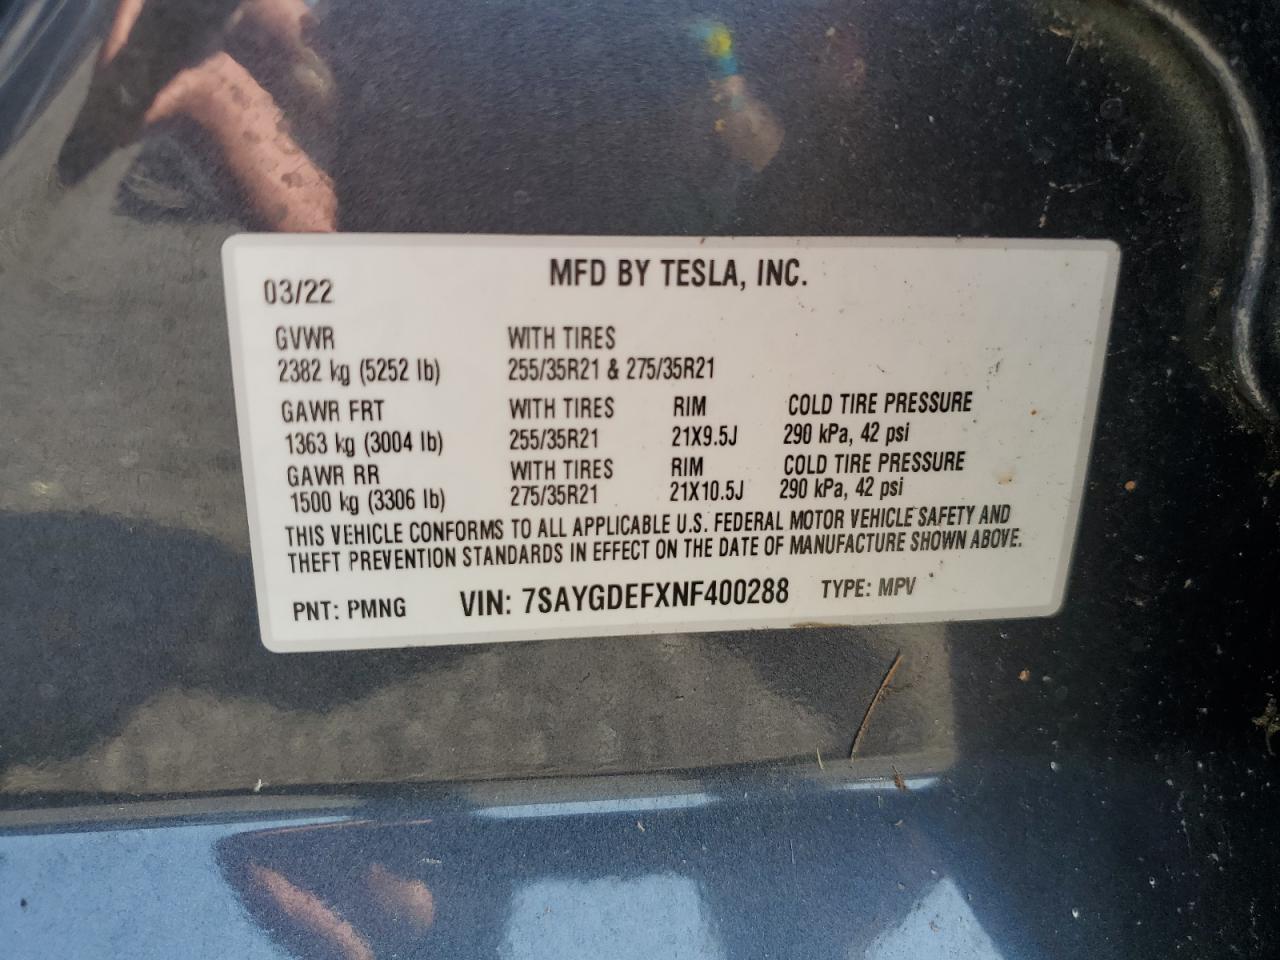 MFD BY TESLA, INC.
03/22
GVWR WITH TIRES
2382 kg (5252 lb) 255/35R21 & 275/35R21
GAWR FRT WITH TIRES RIM COLD TIRE PRESSURE
1363 kg (3004 lb) 255/35R21 21X9.5J 290 kPa, 42 psi
GAWR RR WITH TIRES RIM COLD TIRE PRESSURE
1500 kg (3306 lb) 275/35R21 21X10.5J 290 kPa, 42 psi
THIS VEHICLE CONFORMS TO ALL APPLICABLE U.S. FEDERAL MOTOR VEHICLE SAFETY AND
THEFT PREVENTION STANDARDS IN EFFECT ON THE DATE OF MANUFACTURE SHOWN ABOVE.
PNT: PMNG VIN: 7SAYGDEFXNF400288 TYPE: MPV